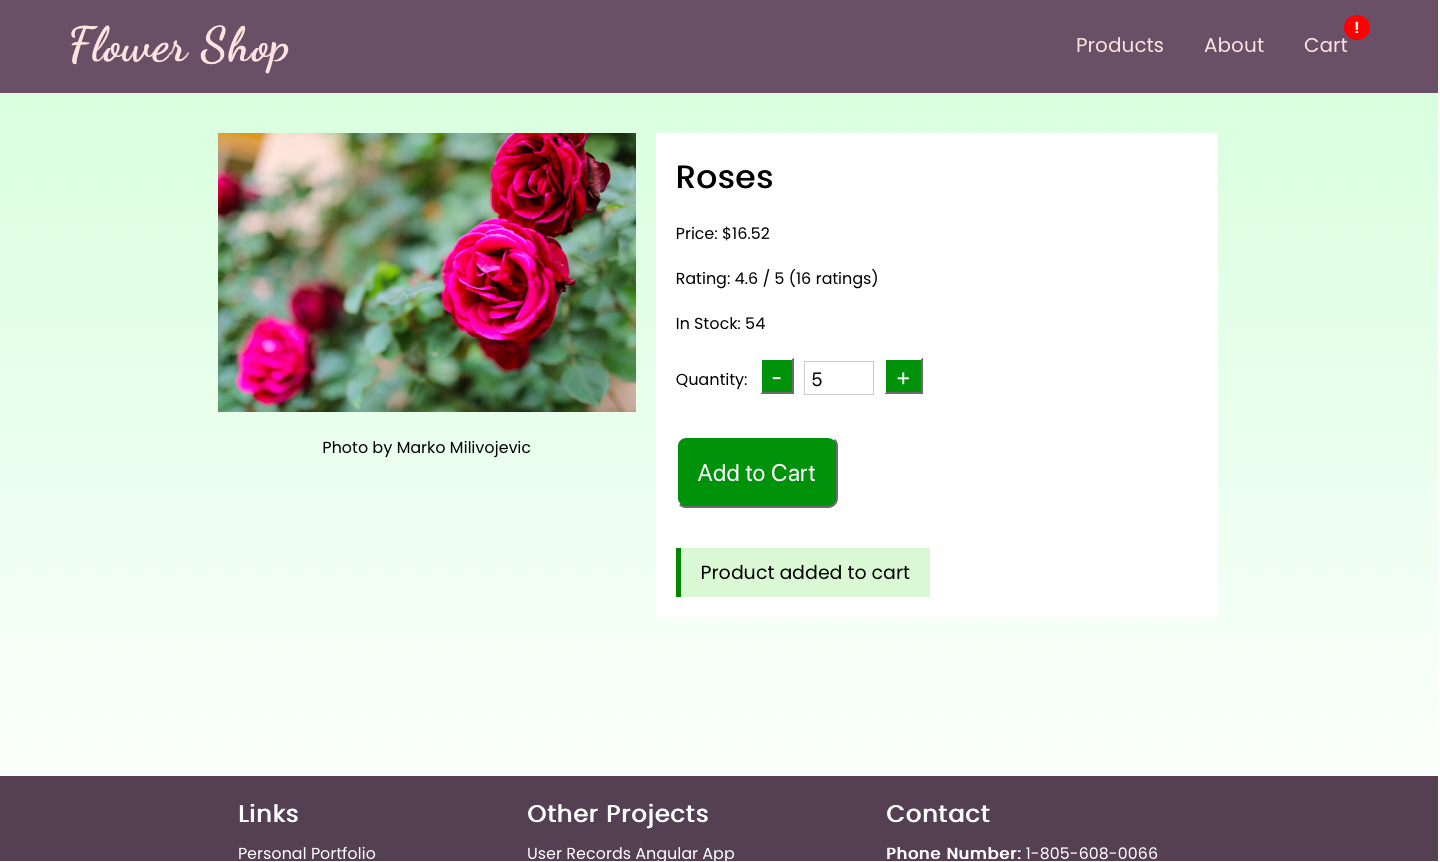 Flower Shop
Products
About
Cart
!
Roses
Price: $16.52
Rating: 4.6 / 5 (16 ratings)
In Stock: 54
Quantity: - 5 +
Photo by Marko Milivojevic
Add to Cart
Product added to cart
Links
Other Projects
Contact
Personal Portfolio
User Records Angular App
Phone Number: 1-805-608-0066